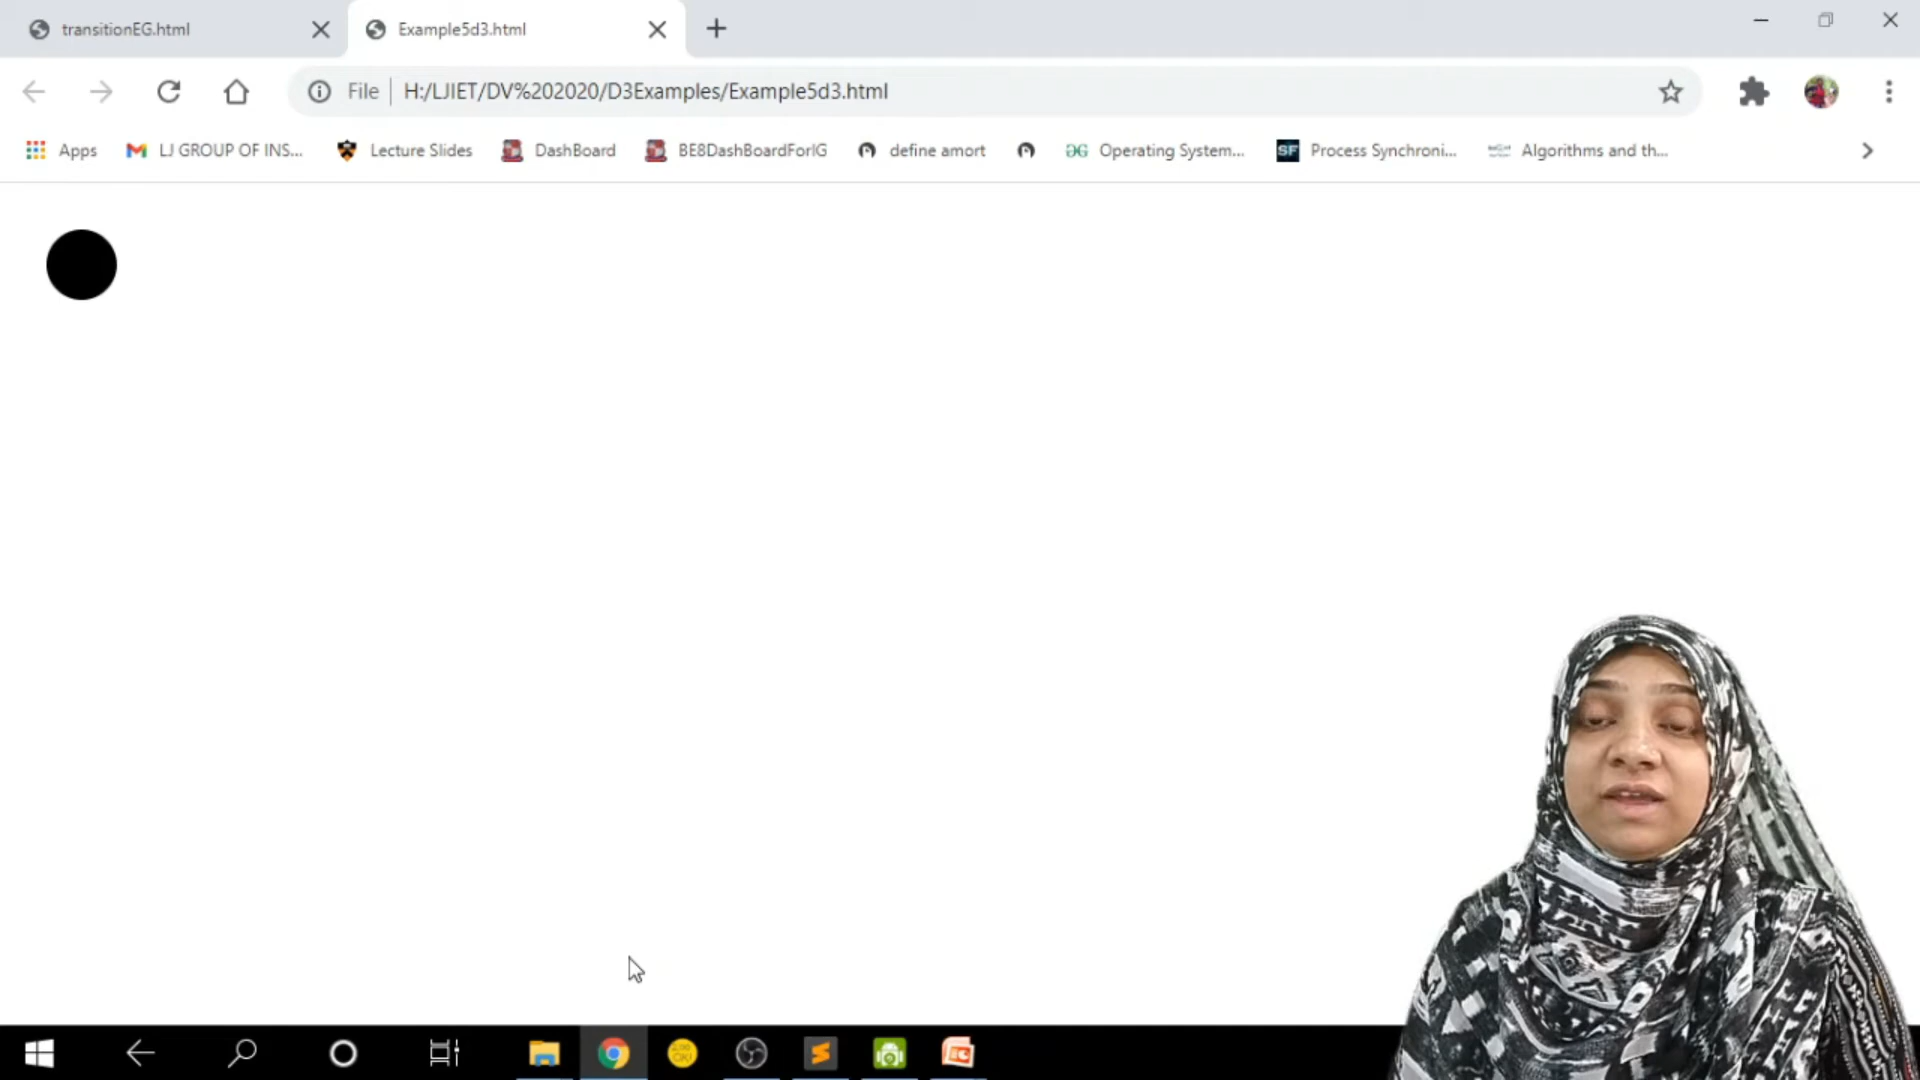 transitionEG.html
Example5d3.html
File
H:/LJIET/DV%202020/D3Examples/Example5d3.html
Apps
LJ GROUP OF INS...
Lecture Slides
DashBoard
BE8DashBoardForIG
define amort
Operating System...
SF
Process Synchroni...
Algorithms and th...